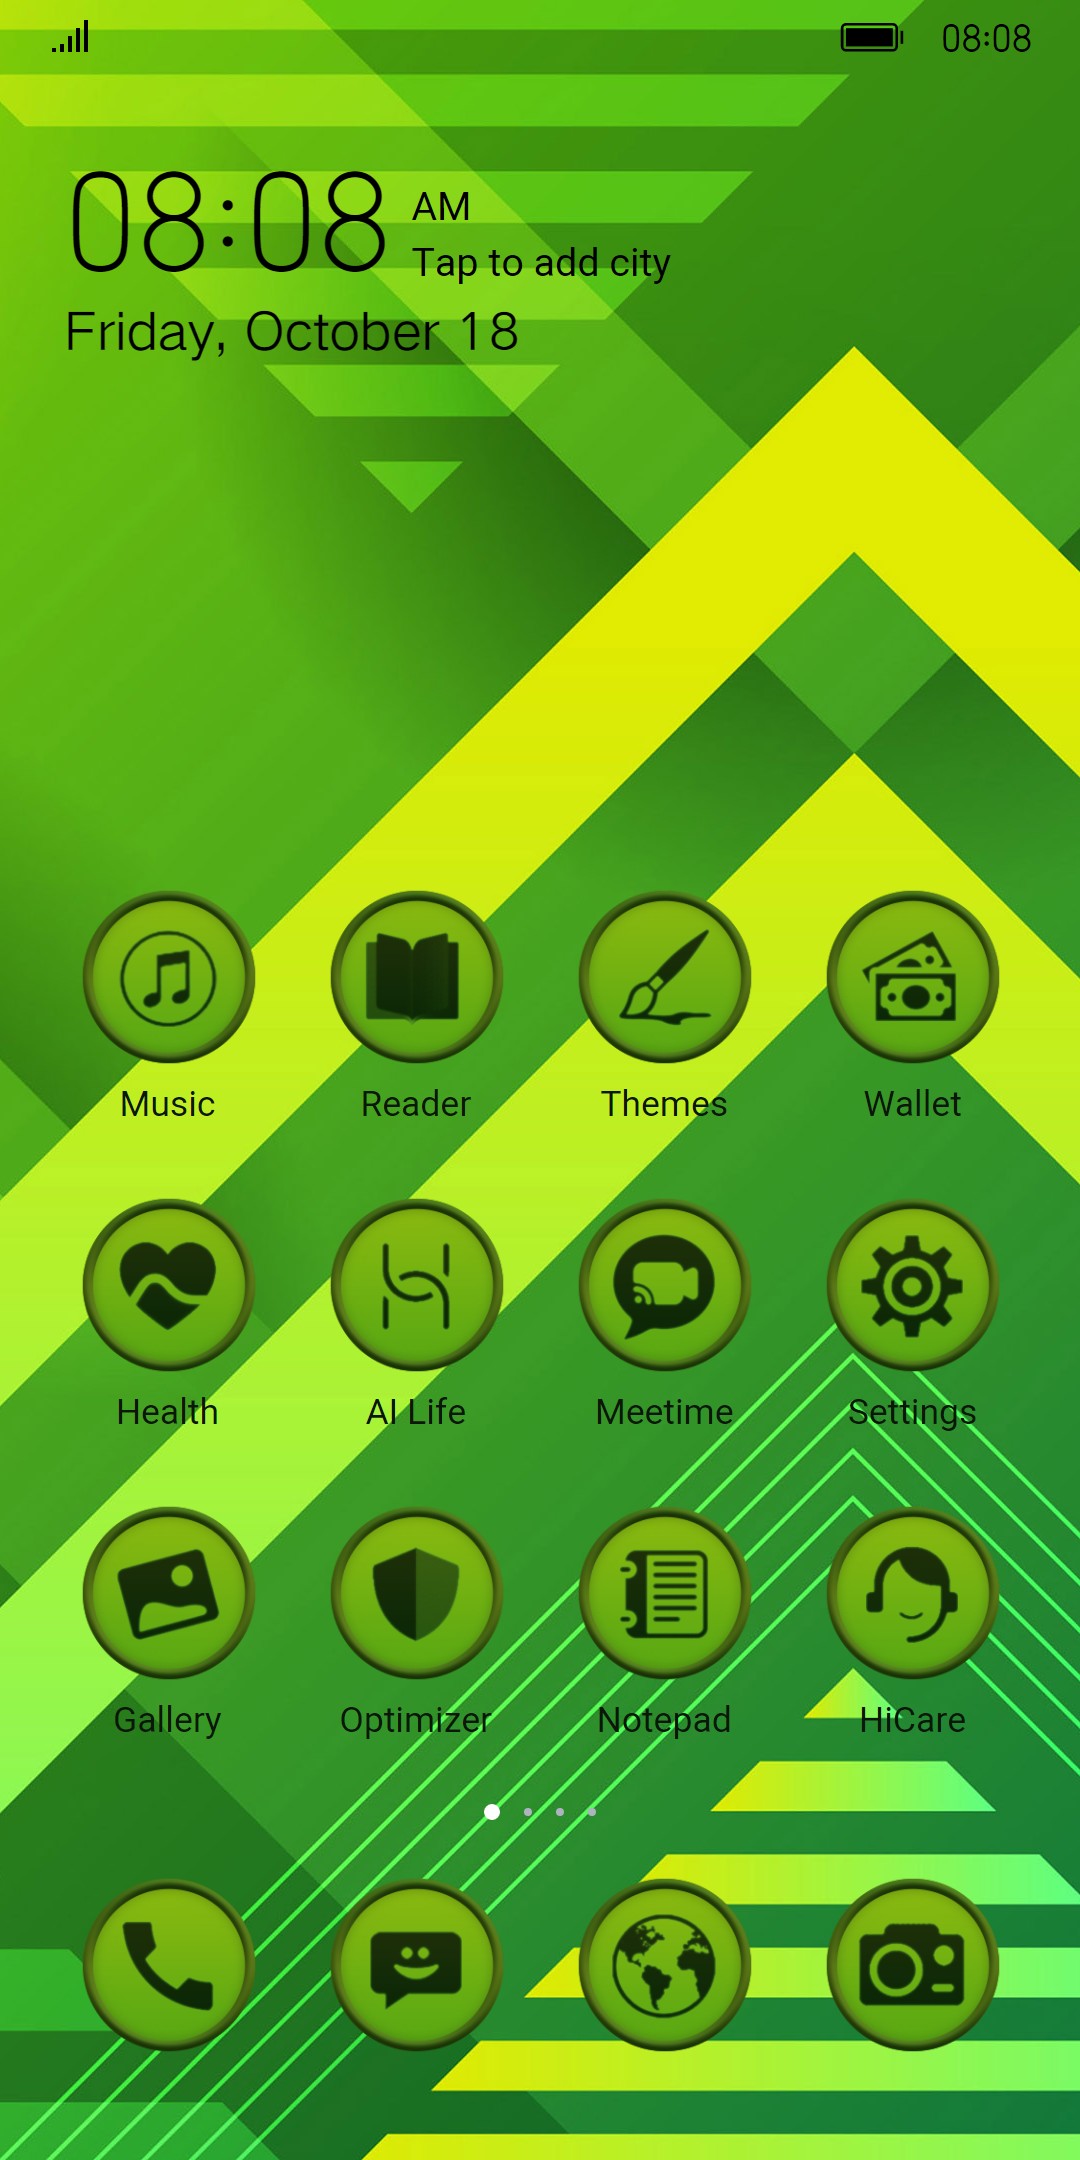 08:08
08:08 AM
Tap to add city
Friday, October 18
Music Reader Themes Wallet
Health AI Life Meetime Settings
Gallery Optimizer Notepad HiCare